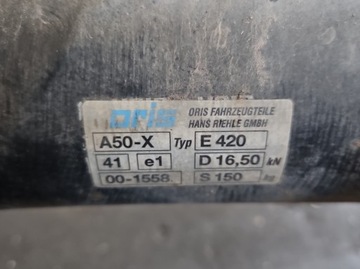 oris ORIS FAHRZEUGTEILE
HANS RIEHLE GMBH
A50-X Typ E 420
41 e1 D 16,50 kN
00-1558 S 150 kg